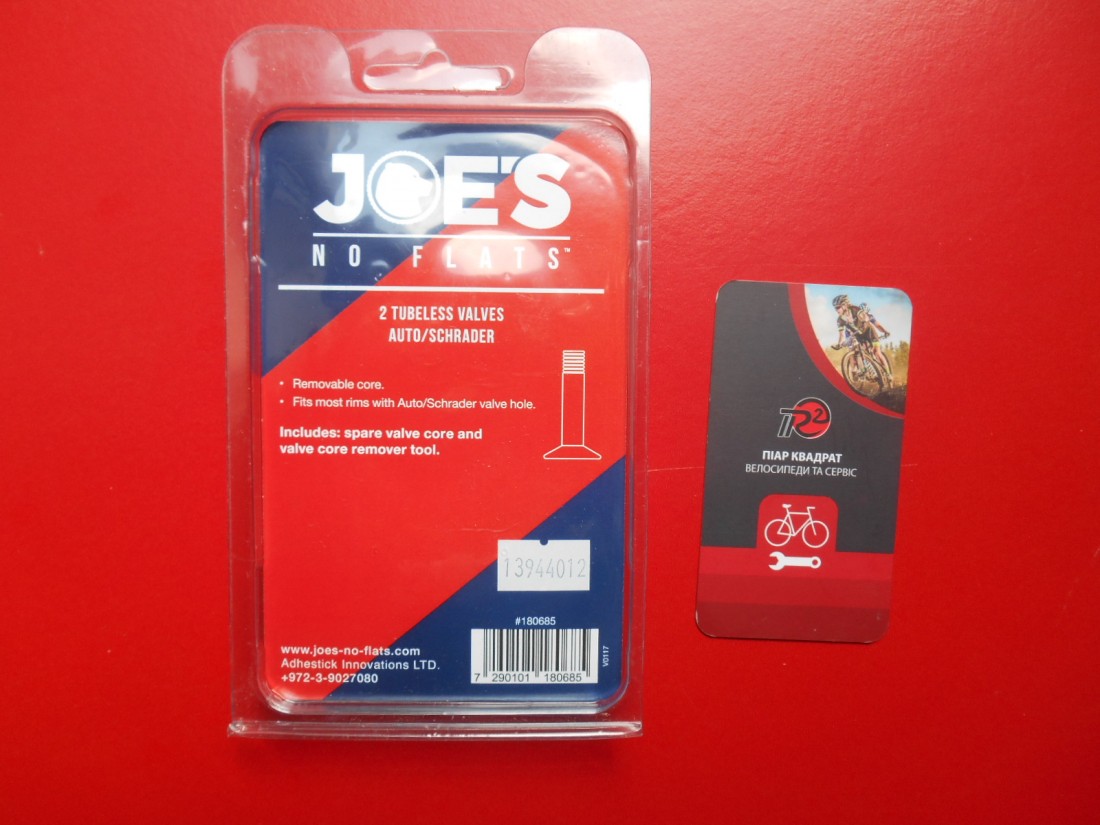 JOE'S
NO FLATS™
2 TUBELESS VALVES
AUTO/SCHRADER
• Removable core.
• Fits most rims with Auto/Schrader valve hole.
Includes: spare valve core and
valve core remover tool.
13944012
#180685
www.joes-no-flats.com
Adhestick Innovations LTD.
+972-3-9027080
7 290101 180685
V0117
R2
ПІАР КВАДРАТ
ВЕЛОСИПЕДИ ТА СЕРВІС